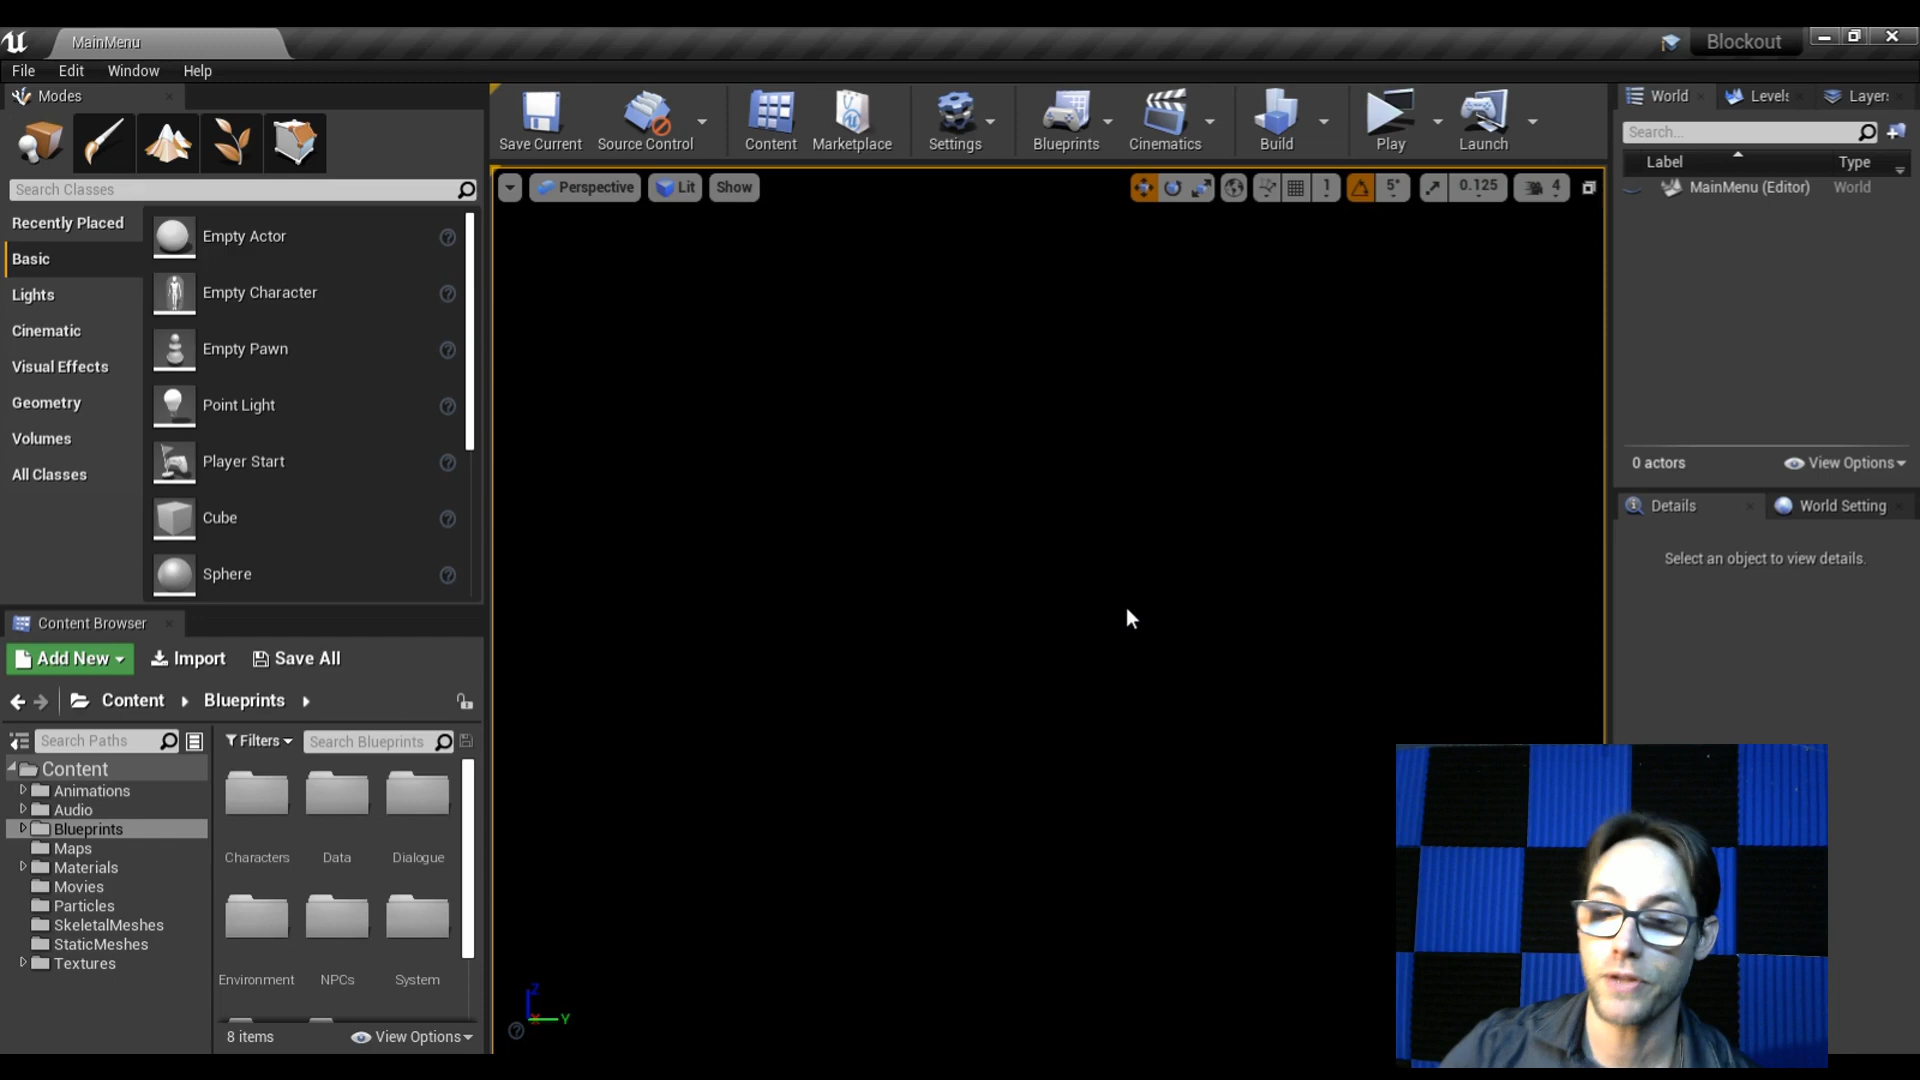 MainMenu
Blockout
File Edit Window Help
Modes
Save Current Source Control Content Marketplace Settings Blueprints Cinematics Build Play Launch
World Levels Layers
Search...
Label Type
MainMenu (Editor) World
Search Classes
Perspective Lit Show
1 5° 0.125 4
Recently Placed
Basic
Lights
Cinematic
Visual Effects
Geometry
Volumes
All Classes
Empty Actor
Empty Character
Empty Pawn
Point Light
Player Start
Cube
Sphere
0 actors View Options
Details World Setting
Select an object to view details.
Content Browser
Add New Import Save All
Content Blueprints
Search Paths
Filters Search Blueprints
Content
Animations
Audio
Blueprints
Maps
Materials
Movies
Particles
SkeletalMeshes
StaticMeshes
Textures
Characters Data Dialogue
Environment NPCs System
8 items View Options
Z
X Y